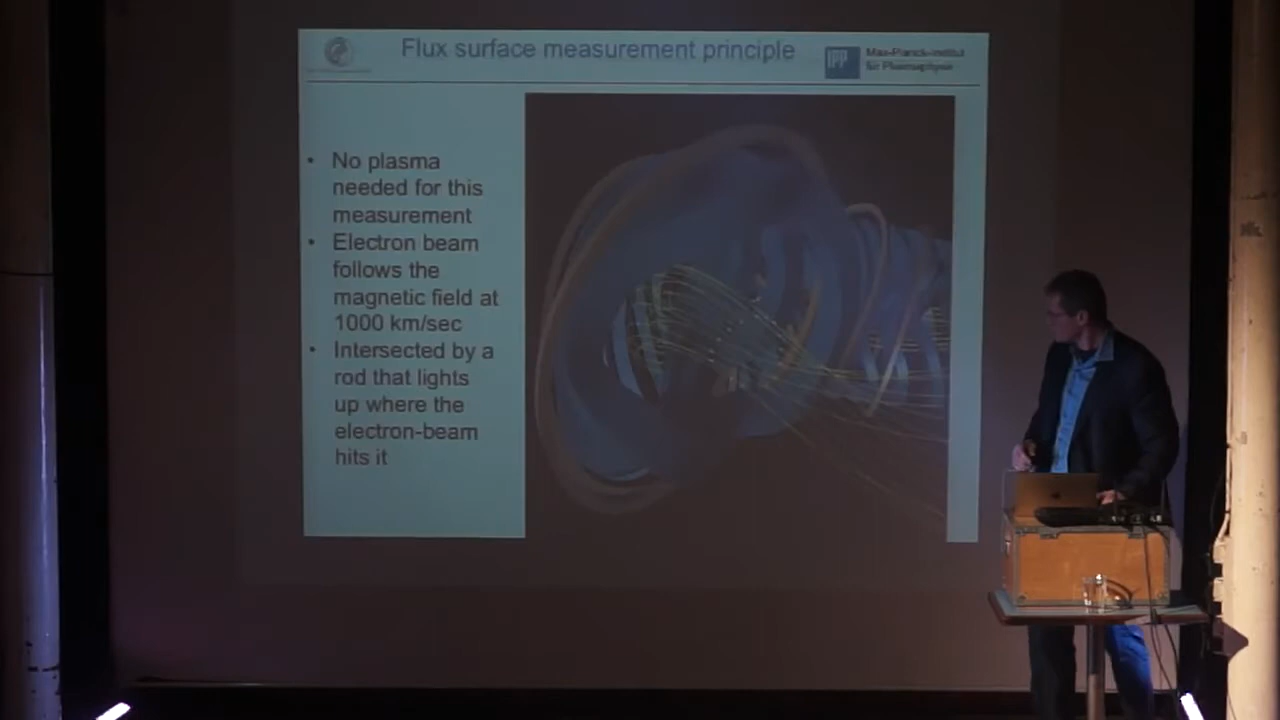 Flux surface measurement principle
IPP
Max-Planck-Institut
für Plasmaphysik
• No plasma
needed for this
measurement
• Electron beam
follows the
magnetic field at
1000 km/sec
• Intersected by a
rod that lights
up where the
electron-beam
hits it